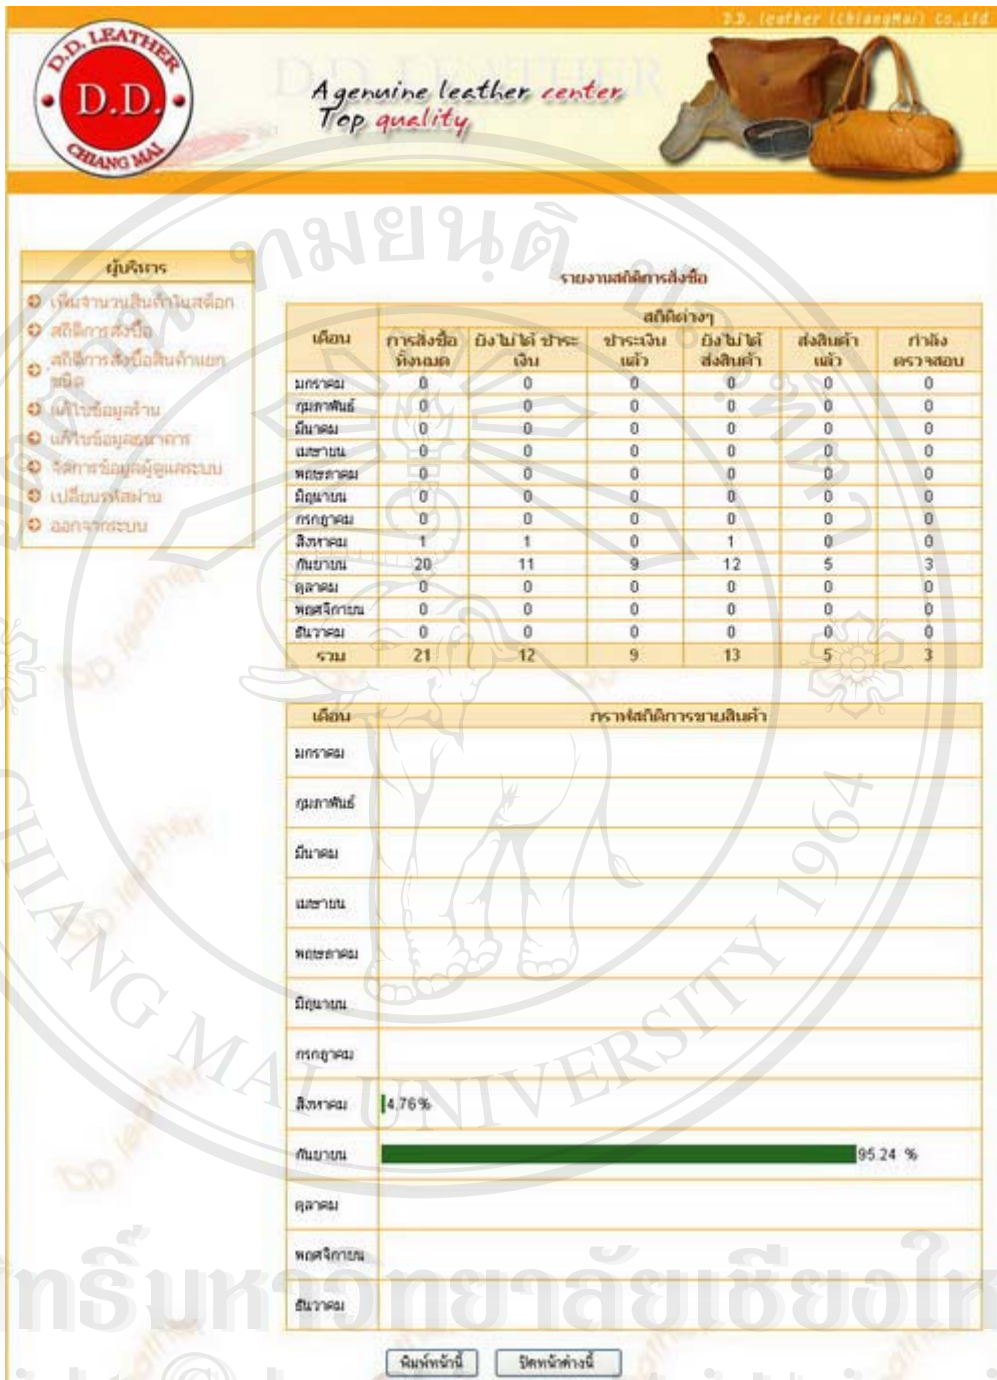 D.D. leather (ChiangMai) Co.,Ltd.
D.D. LEATHER
D.D.
CHIANG MAI
D.D. LEATHER
A genuine leather center
Top quality
ผู้บริหาร
เพิ่มจำนวนสินค้าในสต็อก
สถิติการสั่งซื้อ
สถิติการสั่งซื้อสินค้าแยก
ชนิด
แก้ไขข้อมูลร้าน
แก้ไขข้อมูลธนาคาร
จัดการข้อมูลผู้ดูแลระบบ
เปลี่ยนรหัสผ่าน
ออกจากระบบ
รายงานสถิติการสั่งซื้อ
เดือน สถิติต่างๆ
การสั่งซื้อทั้งหมด ยังไม่ได้ ชำระเงิน ชำระเงินแล้ว ยังไม่ได้ส่งสินค้า ส่งสินค้าแล้ว กำลังตรวจสอบ
มกราคม 0 0 0 0 0 0
กุมภาพันธ์ 0 0 0 0 0 0
มีนาคม 0 0 0 0 0 0
เมษายน 0 0 0 0 0 0
พฤษภาคม 0 0 0 0 0 0
มิถุนายน 0 0 0 0 0 0
กรกฎาคม 0 0 0 0 0 0
สิงหาคม 1 1 0 1 0 0
กันยายน 20 11 9 12 5 3
ตุลาคม 0 0 0 0 0 0
พฤศจิกายน 0 0 0 0 0 0
ธันวาคม 0 0 0 0 0 0
รวม 21 12 9 13 5 3
เดือน กราฟสถิติการขายสินค้า
มกราคม
กุมภาพันธ์
มีนาคม
เมษายน
พฤษภาคม
มิถุนายน
กรกฎาคม
สิงหาคม 4.76%
กันยายน 95.24 %
ตุลาคม
พฤศจิกายน
ธันวาคม
พิมพ์หน้านี้ ปิดหน้าต่างนี้
CHIANG MAI UNIVERSITY 1964